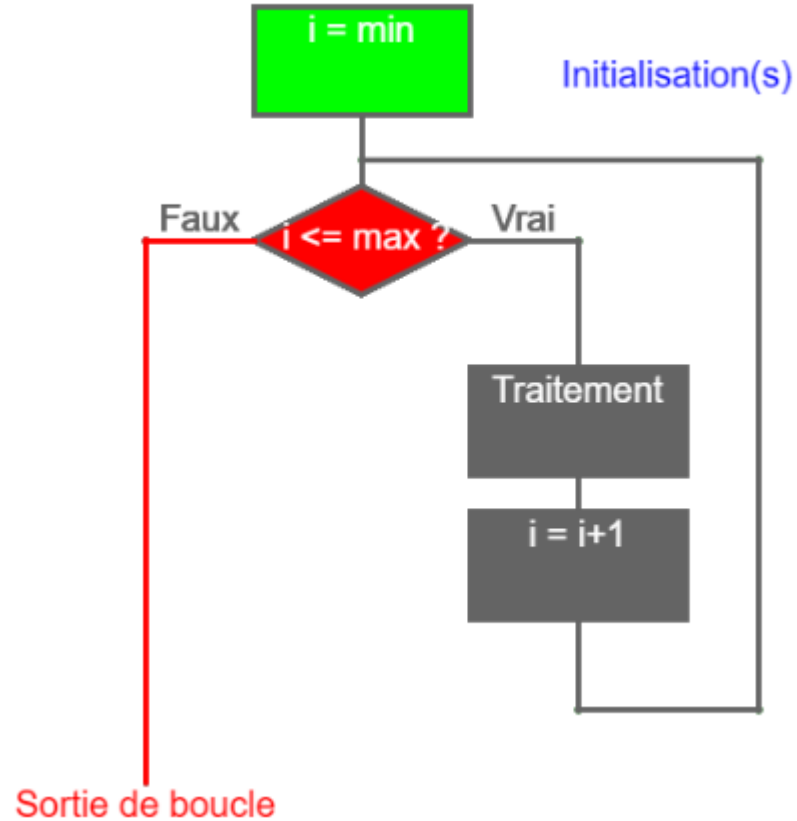 i = min
Initialisation(s)
Faux
i <= max ?
Vrai
Traitement
i = i+1
Sortie de boucle